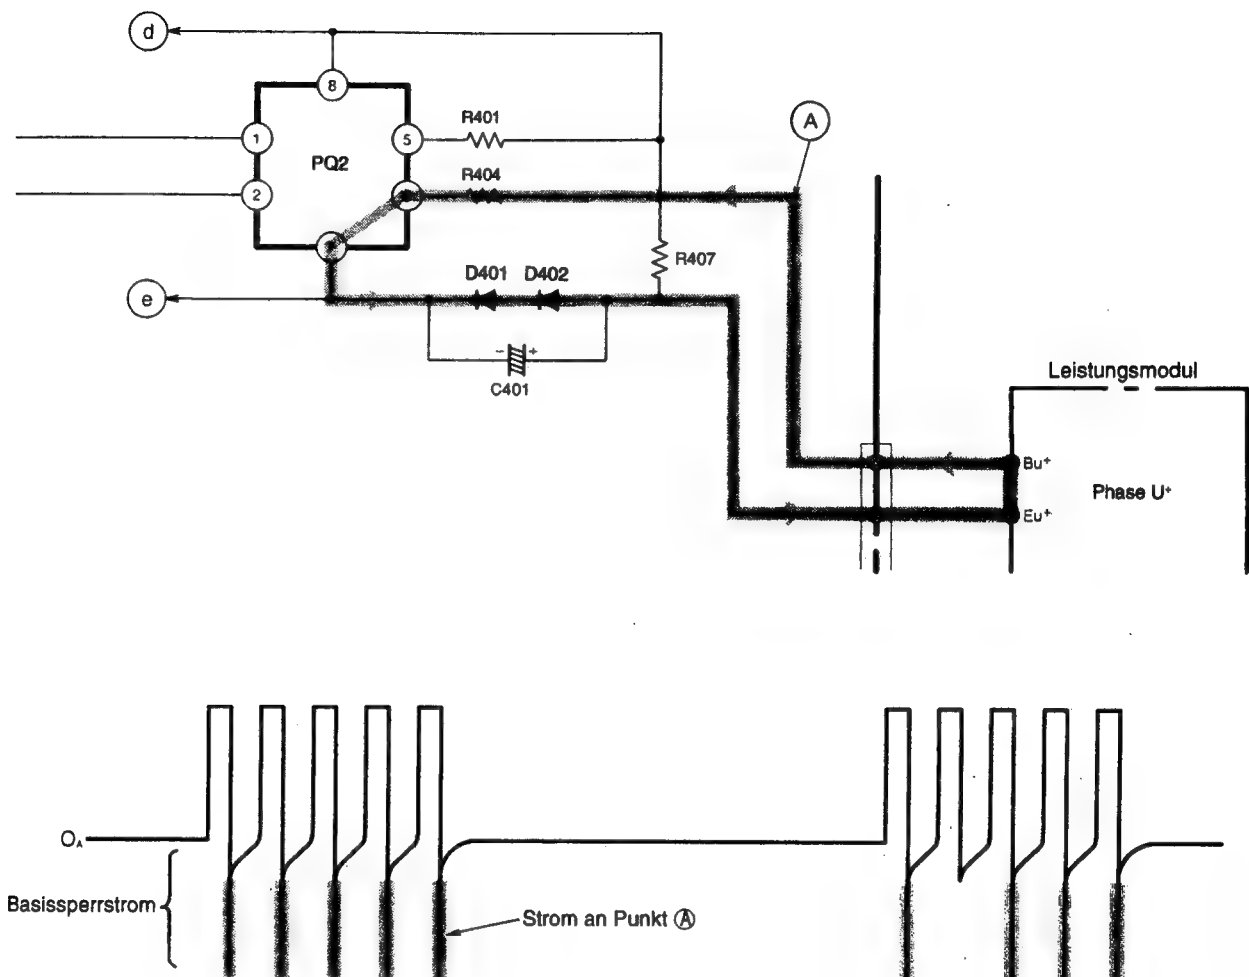 d
8
R401
A
1
5
PQ2
R404
2
R407
D401 D402
e
- +
C401
Leistungsmodul
Bu+
Phase U+
Eu+
OA
Basissperrstrom
Strom an Punkt Ⓐ